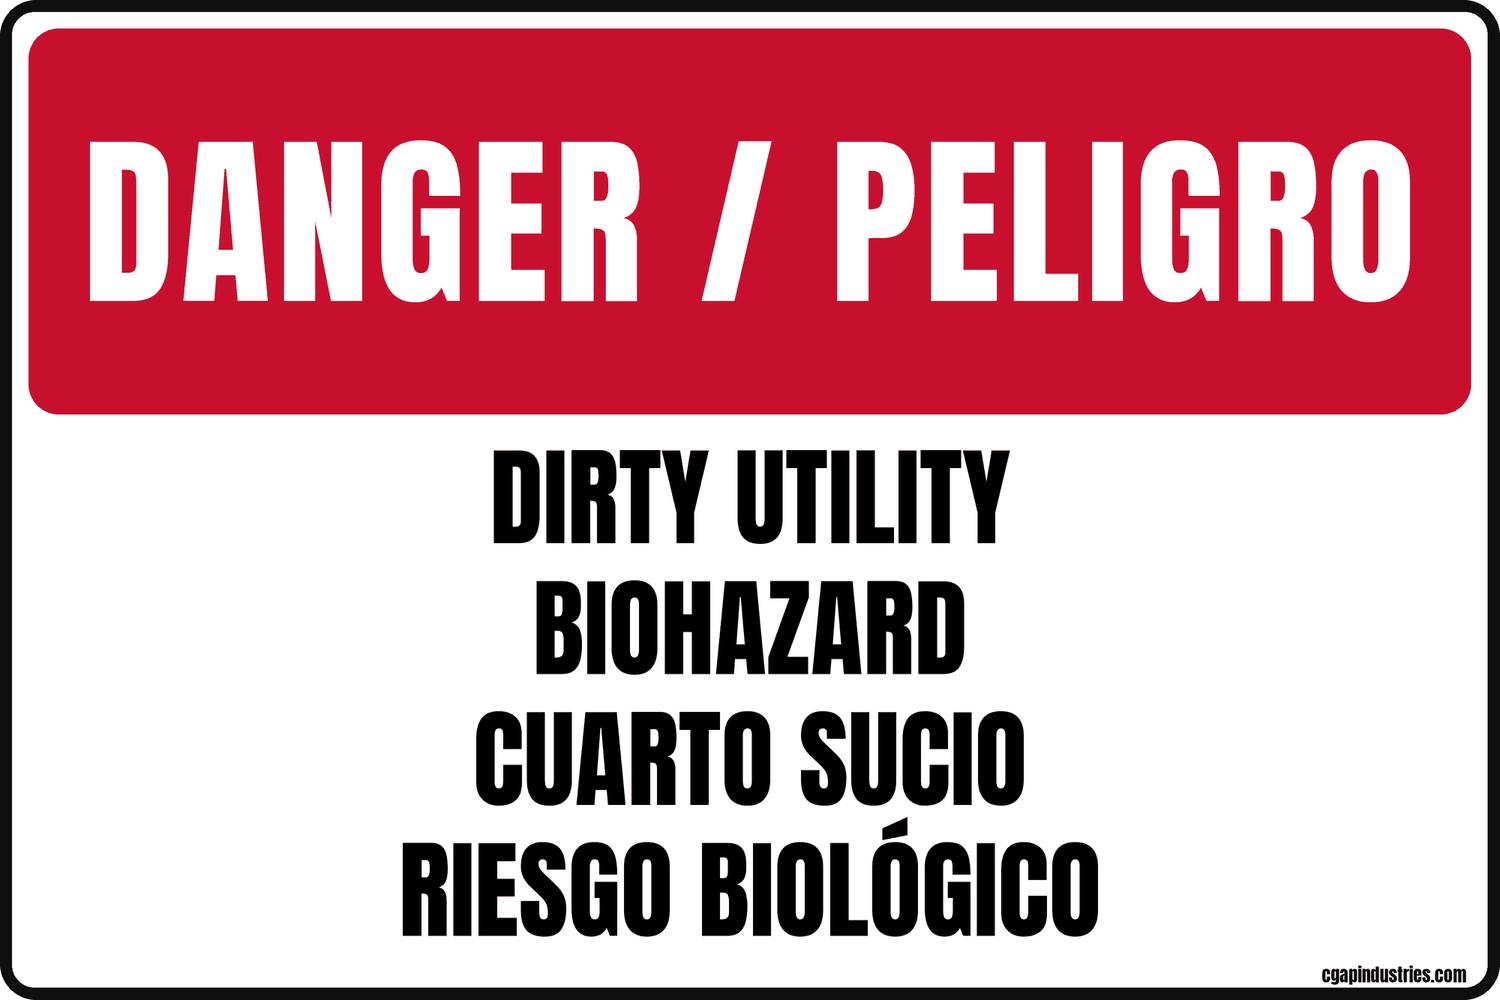 DANGER / PELIGRO
DIRTY UTILITY
BIOHAZARD
CUARTO SUCIO
RIESGO BIOLÓGICO
cgapindustries.com